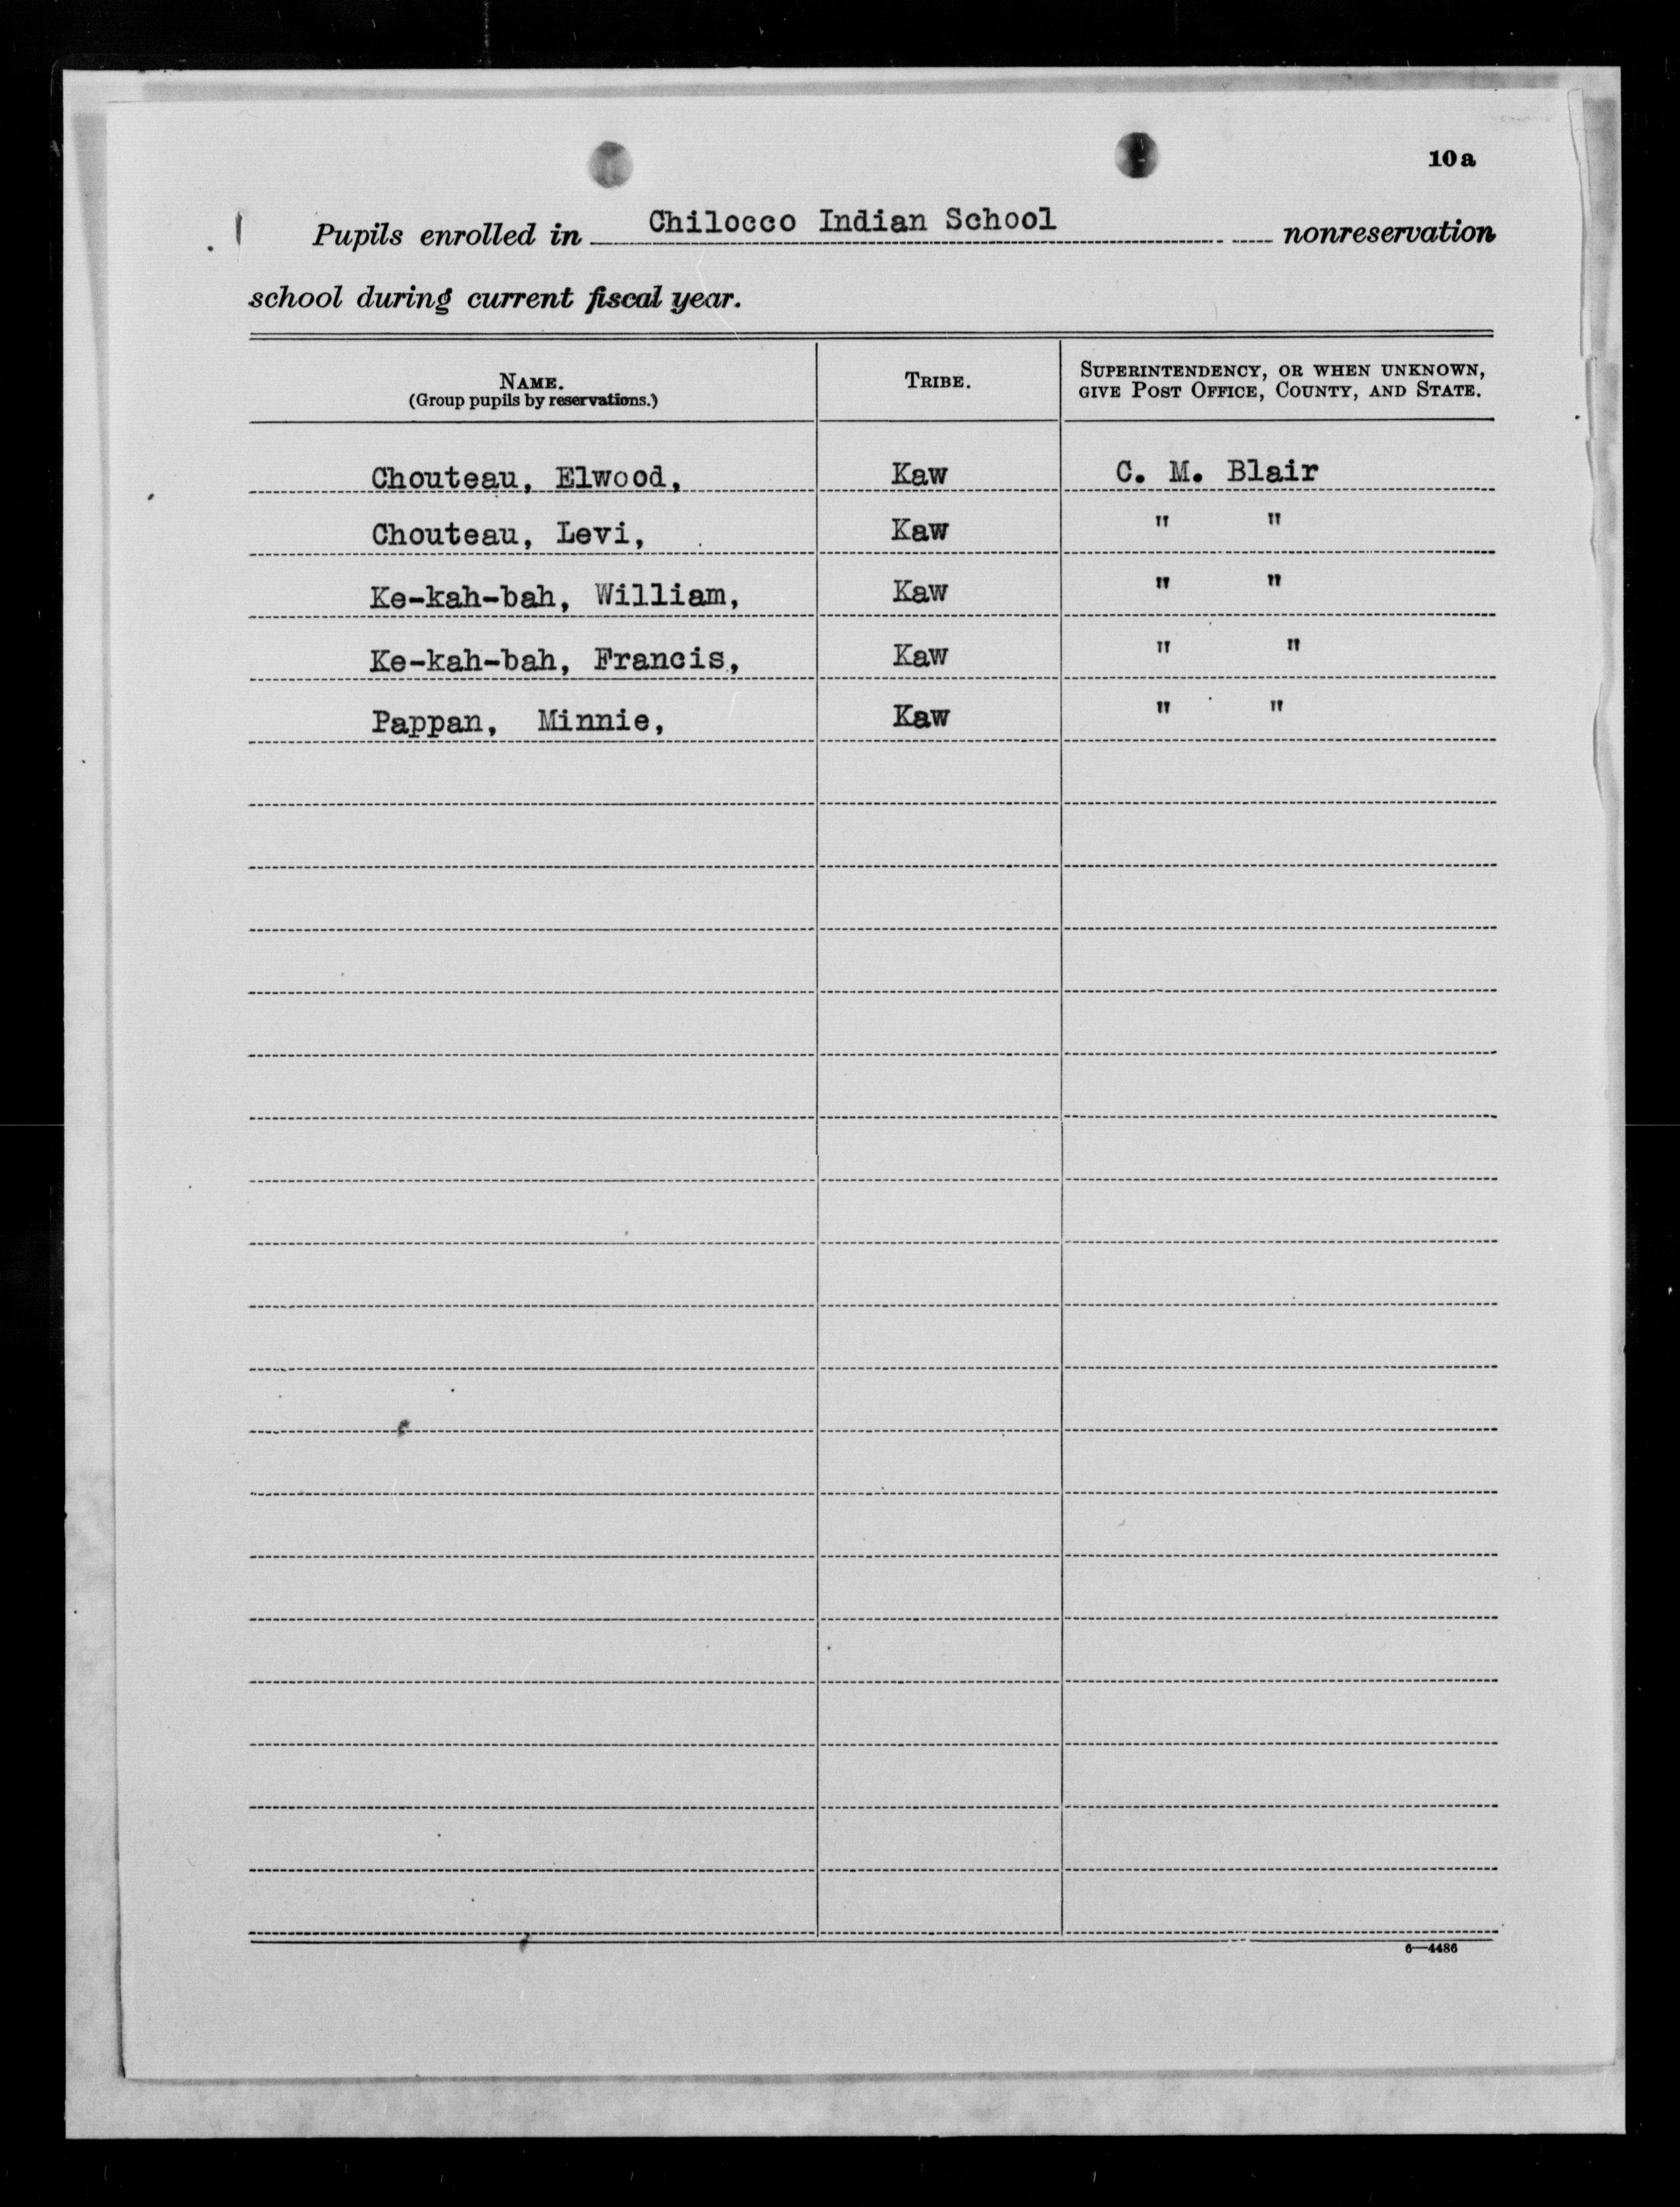 10a
Pupils enrolled in Chilocco Indian School nonreservation
school during current fiscal year.
NAME. TRIBE. SUPERINTENDENCY, OR WHEN UNKNOWN,
(Group pupils by reservations.) GIVE POST OFFICE, COUNTY, AND STATE.
Chouteau, Elwood, Kaw C. M. Blair
Chouteau, Levi, Kaw " "
Ke-kah-bah, William, Kaw " "
Ke-kah-bah, Francis, Kaw " "
Pappan, Minnie, Kaw " "
6—4486